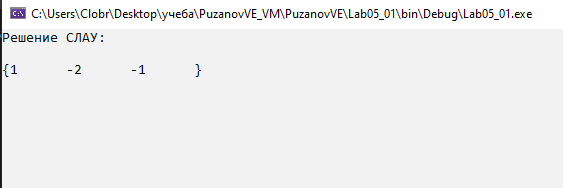 C:\Users\Clobr\Desktop\учеба\PuzanovVE_VM\PuzanovVE\Lab05_01\bin\Debug\Lab05_01.exe
Решение СЛАУ:
{1      -2      -1      }